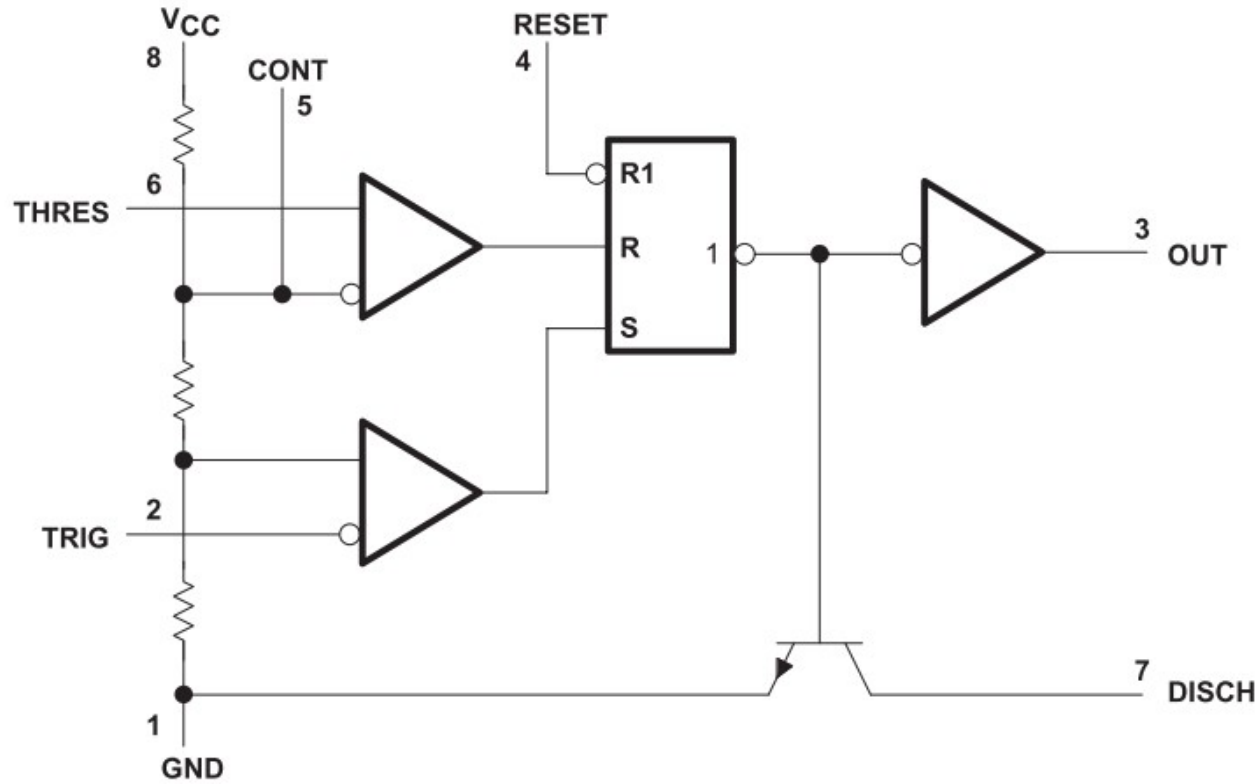 VCC
8
RESET
4
CONT
5
6
THRES
R1
R
1
S
3
OUT
2
TRIG
7
DISCH
1
GND